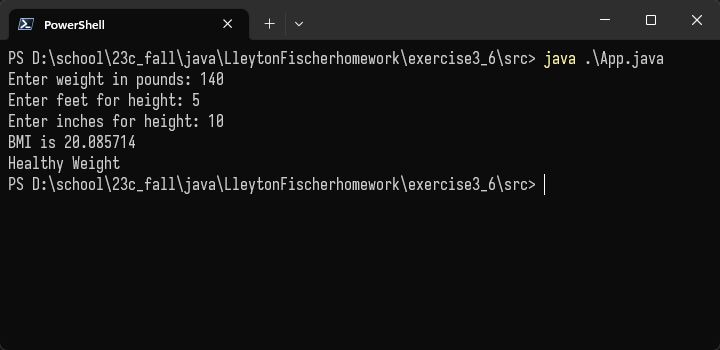 PowerShell
PS D:\school\23c_fall\java\LleytonFischerhomework\exercise3_6\src> java .\App.java
Enter weight in pounds: 140
Enter feet for height: 5
Enter inches for height: 10
BMI is 20.085714
Healthy Weight
PS D:\school\23c_fall\java\LleytonFischerhomework\exercise3_6\src>